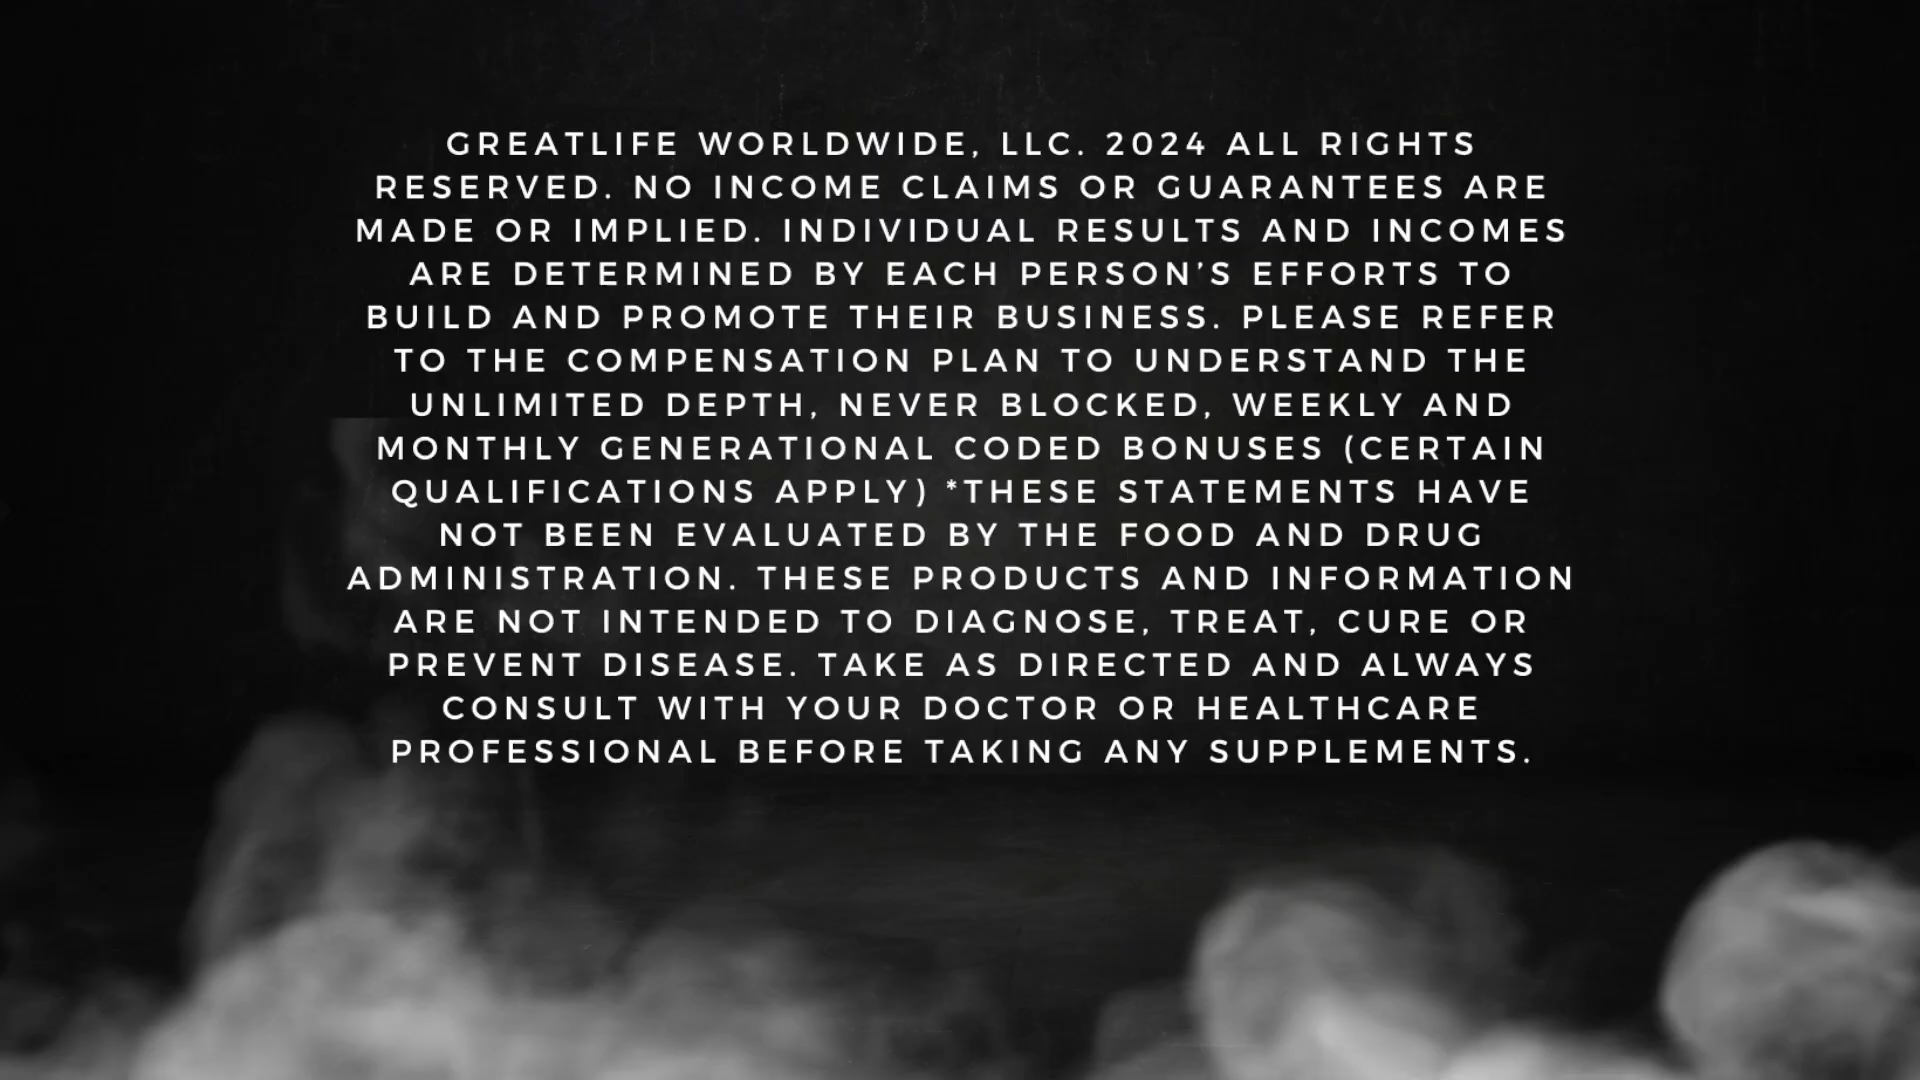 GREATLIFE WORLDWIDE, LLC. 2024 ALL RIGHTS
RESERVED. NO INCOME CLAIMS OR GUARANTEES ARE
MADE OR IMPLIED. INDIVIDUAL RESULTS AND INCOMES
ARE DETERMINED BY EACH PERSON’S EFFORTS TO
BUILD AND PROMOTE THEIR BUSINESS. PLEASE REFER
TO THE COMPENSATION PLAN TO UNDERSTAND THE
UNLIMITED DEPTH, NEVER BLOCKED, WEEKLY AND
MONTHLY GENERATIONAL CODED BONUSES (CERTAIN
QUALIFICATIONS APPLY) *THESE STATEMENTS HAVE
NOT BEEN EVALUATED BY THE FOOD AND DRUG
ADMINISTRATION. THESE PRODUCTS AND INFORMATION
ARE NOT INTENDED TO DIAGNOSE, TREAT, CURE OR
PREVENT DISEASE. TAKE AS DIRECTED AND ALWAYS
CONSULT WITH YOUR DOCTOR OR HEALTHCARE
PROFESSIONAL BEFORE TAKING ANY SUPPLEMENTS.